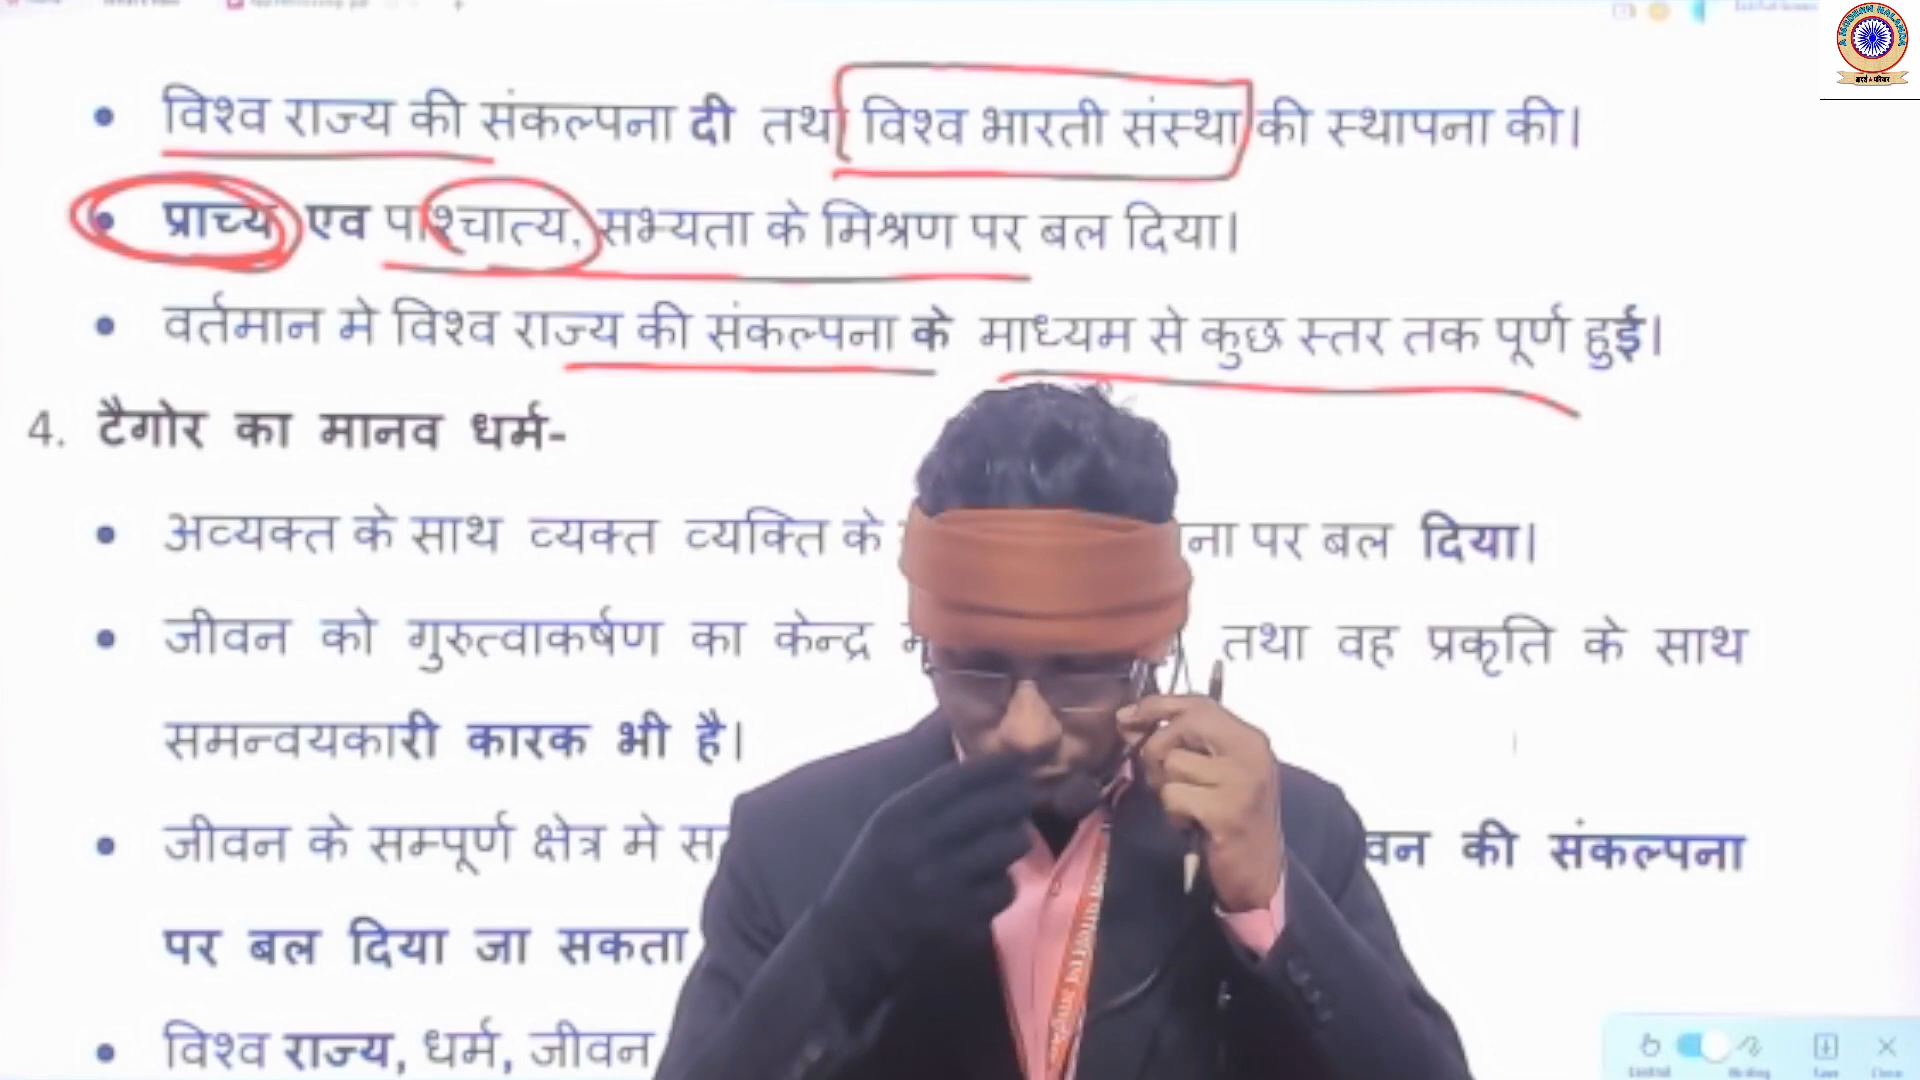 विश्व राज्य की संकल्पना दी तथा विश्व भारती संस्था की स्थापना की।
प्राच्य एव पाश्चात्य, सभ्यता के मिश्रण पर बल दिया।
वर्तमान मे विश्व राज्य की संकल्पना के माध्यम से कुछ स्तर तक पूर्ण हुई।
4. टैगोर का मानव धर्म-
अव्यक्त के साथ व्यक्त व्यक्ति के ना पर बल दिया।
जीवन को गुरुत्वाकर्षण का केन्द्र तथा वह प्रकृति के साथ
समन्वयकारी कारक भी है।
जीवन के सम्पूर्ण क्षेत्र मे वन की संकल्पना
पर बल दिया जा सकता
विश्व राज्य, धर्म, जीवन
A MODERN NALANDA